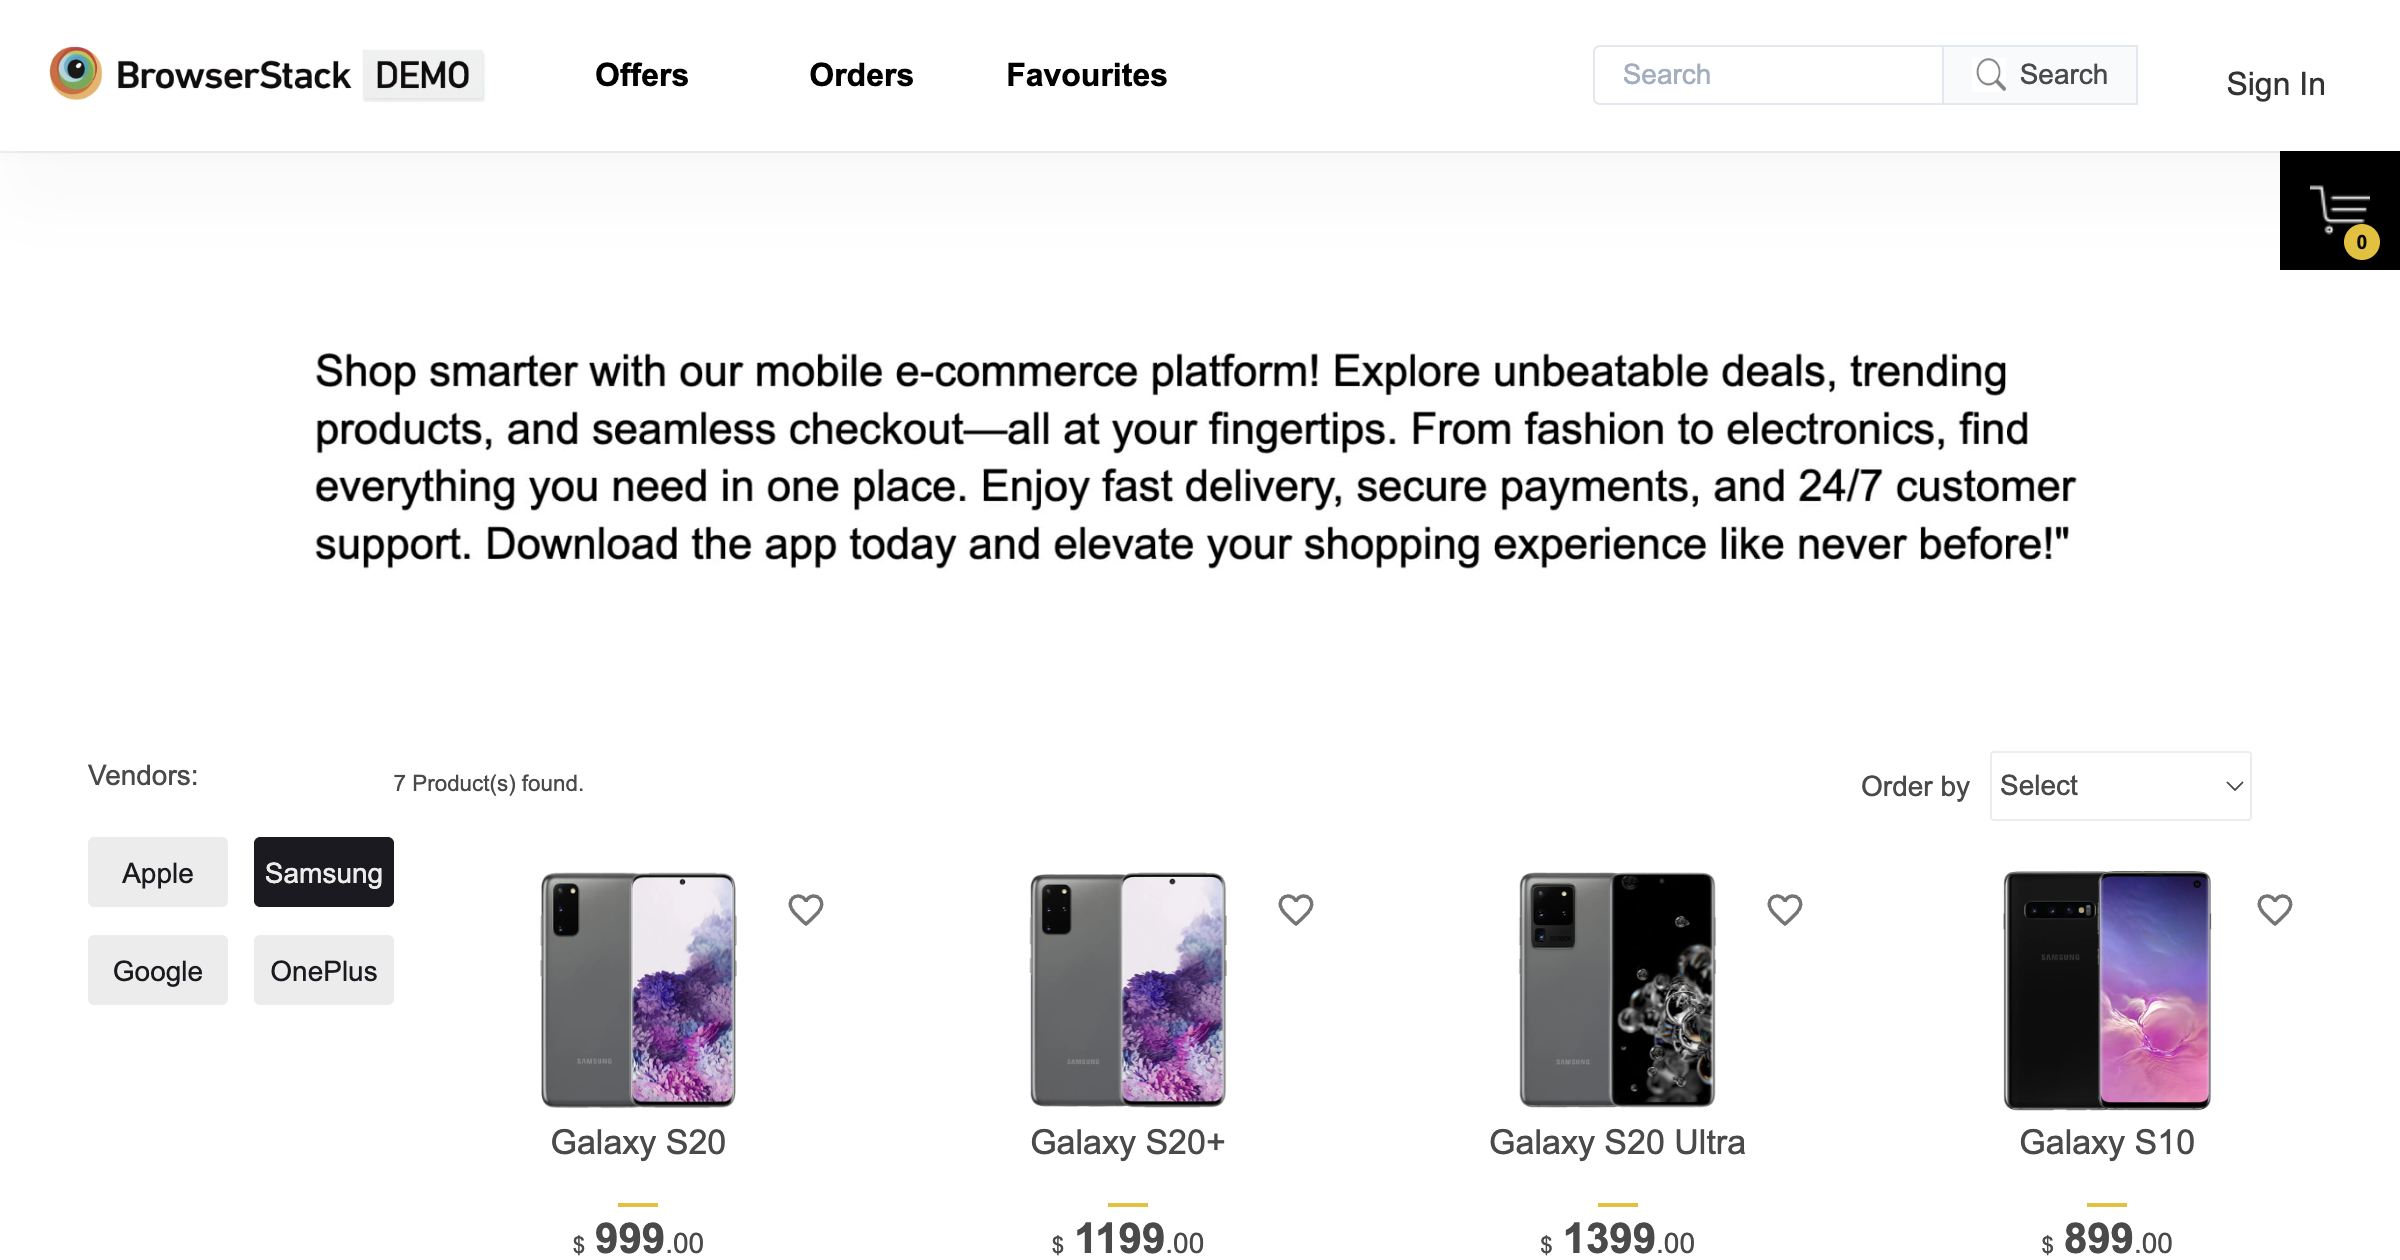 BrowserStack DEMO
Offers
Orders
Favourites
Search
Search
Sign In
0
Shop smarter with our mobile e-commerce platform! Explore unbeatable deals, trending
products, and seamless checkout—all at your fingertips. From fashion to electronics, find
everything you need in one place. Enjoy fast delivery, secure payments, and 24/7 customer
support. Download the app today and elevate your shopping experience like never before!"
Vendors:
7 Product(s) found.
Order by
Select
Apple
Samsung
Google
OnePlus
SAMSUNG
SAMSUNG
SAMSUNG
SAMSUNG
Galaxy S20
Galaxy S20+
Galaxy S20 Ultra
Galaxy S10
$ 999.00
$ 1199.00
$ 1399.00
$ 899.00